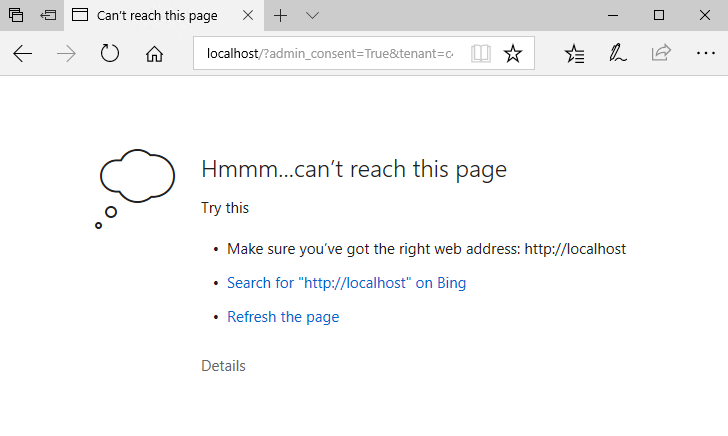 Can't reach this page
localhost/?admin_consent=True&tenant=c
Hmmm...can't reach this page
Try this
• Make sure you've got the right web address: http://localhost
• Search for "http://localhost" on Bing
• Refresh the page
Details